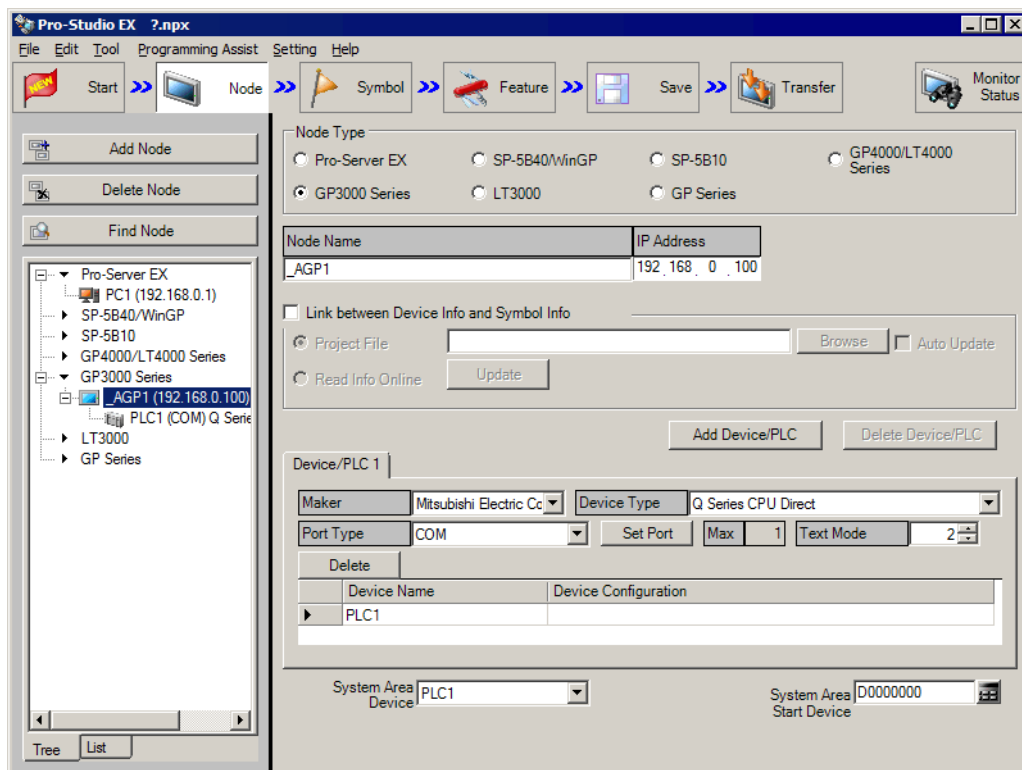 Pro-Studio EX ?.npx
File Edit Tool Programming Assist Setting Help
NEW Start Node Symbol Feature Save Transfer Monitor Status
Add Node
Delete Node
Find Node
Pro-Server EX
PC1 (192.168.0.1)
SP-5B40/WinGP
SP-5B10
GP4000/LT4000 Series
GP3000 Series
_AGP1 (192.168.0.100)
PLC1 (COM) Q Serie
LT3000
GP Series
Tree List
Node Type
Pro-Server EX SP-5B40/WinGP SP-5B10 GP4000/LT4000 Series
GP3000 Series LT3000 GP Series
Node Name IP Address
_AGP1 192.168. 0 .100
Link between Device Info and Symbol Info
Project File Browse Auto Update
Read Info Online Update
Add Device/PLC Delete Device/PLC
Device/PLC 1
Maker Mitsubishi Electric Cc Device Type Q Series CPU Direct
Port Type COM Set Port Max 1 Text Mode 2
Delete
Device Name Device Configuration
PLC1
System Area Device PLC1 System Area Start Device D0000000